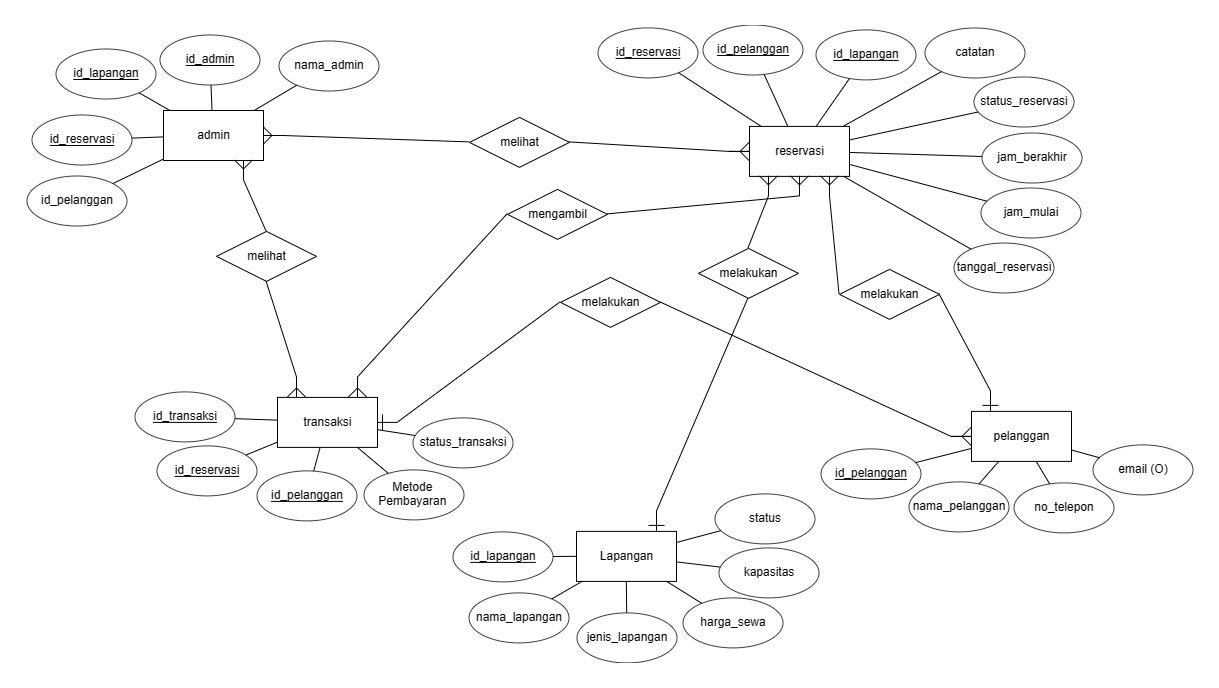 id_lapangan
id_admin
nama_admin
id_reservasi
admin
id_pelanggan
id_reservasi
id_pelanggan
id_lapangan
catatan
status_reservasi
reservasi
jam_berakhir
jam_mulai
tanggal_reservasi
melihat
mengambil
melihat
melakukan
melakukan
melakukan
id_transaksi
transaksi
status_transaksi
id_reservasi
id_pelanggan
Metode
Pembayaran
pelanggan
id_pelanggan
email (O)
nama_pelanggan
no_telepon
status
id_lapangan
Lapangan
kapasitas
nama_lapangan
jenis_lapangan
harga_sewa